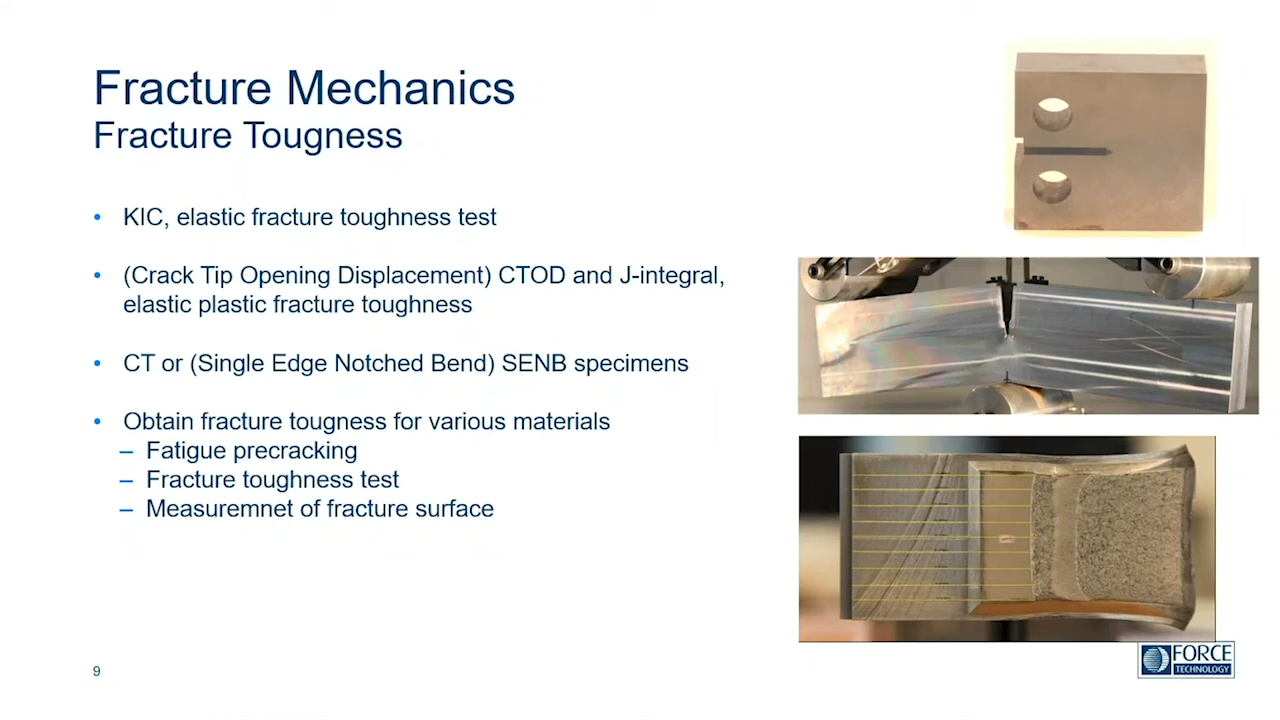 Fracture Mechanics
Fracture Tougness
• KIC, elastic fracture toughness test
• (Crack Tip Opening Displacement) CTOD and J-integral,
elastic plastic fracture toughness
• CT or (Single Edge Notched Bend) SENB specimens
• Obtain fracture tougness for various materials
– Fatigue precracking
– Fracture toughness test
– Measuremnet of fracture surface
9
FORCE
TECHNOLOGY